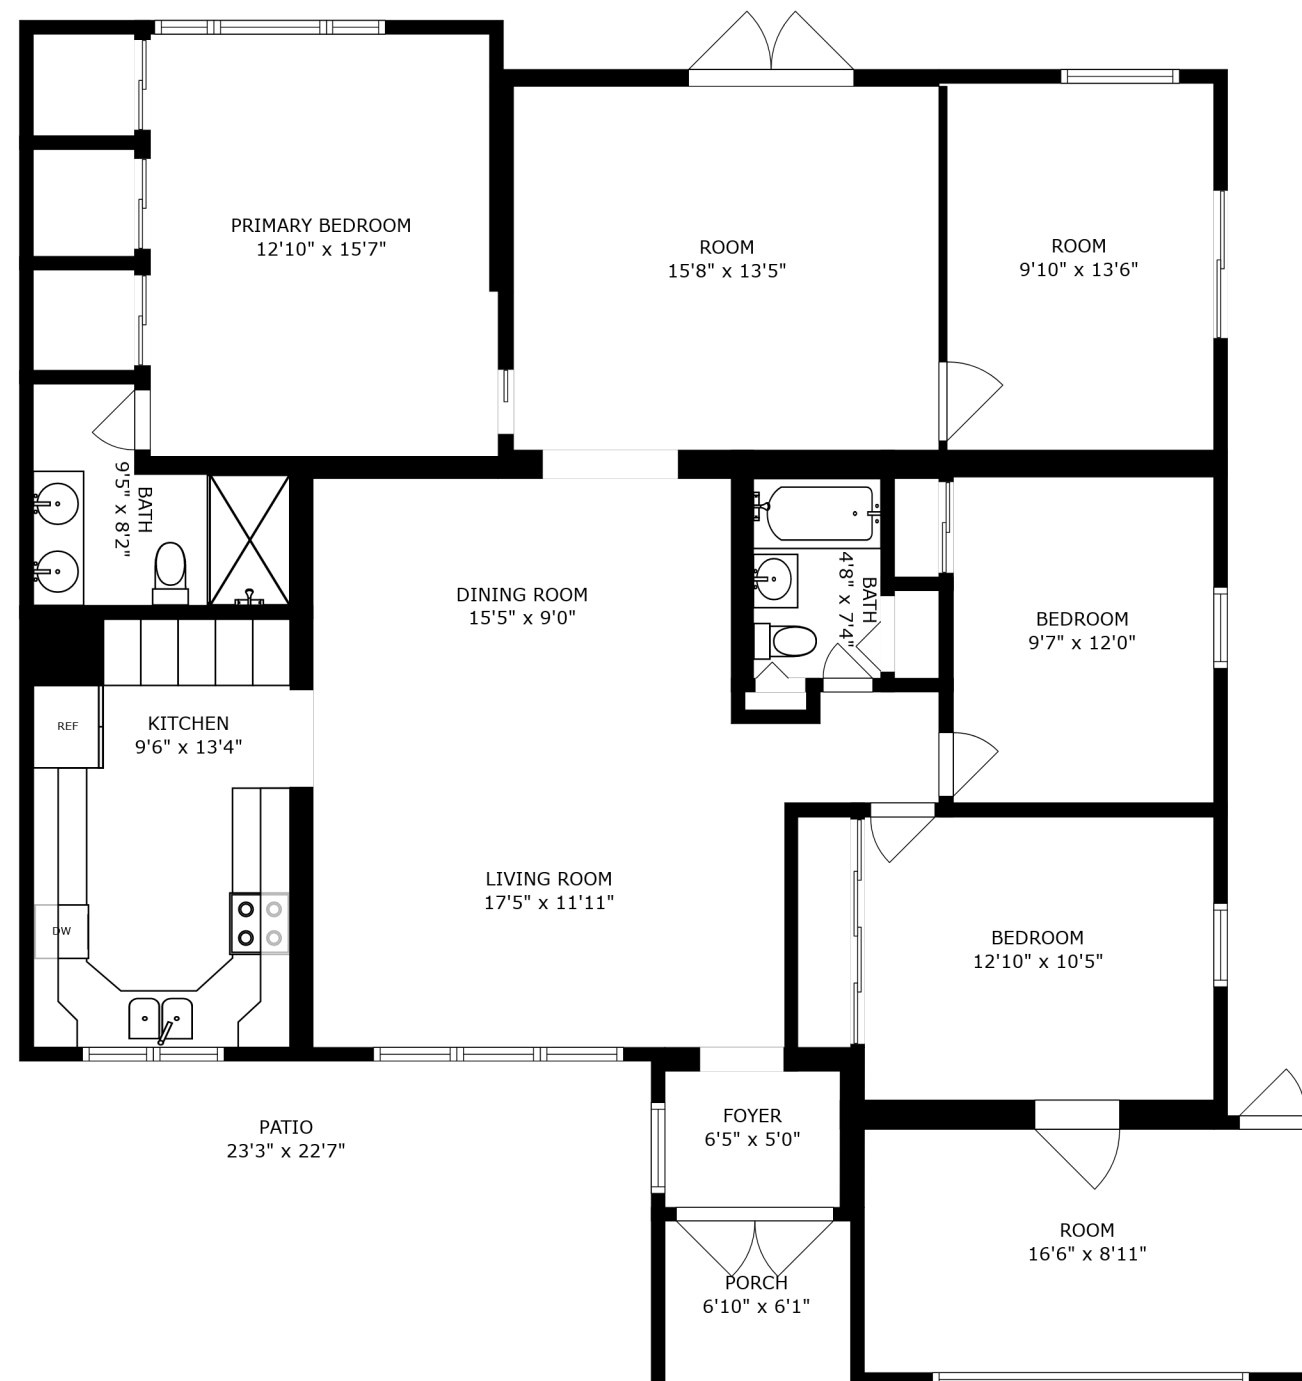 PRIMARY BEDROOM
12'10" x 15'7"
ROOM
15'8" x 13'5"
ROOM
9'10" x 13'6"
BATH
9'5" x 8'2"
DINING ROOM
15'5" x 9'0"
BATH
4'8" x 7'4"
BEDROOM
9'7" x 12'0"
REF
KITCHEN
9'6" x 13'4"
LIVING ROOM
17'5" x 11'11"
DW
BEDROOM
12'10" x 10'5"
PATIO
23'3" x 22'7"
FOYER
6'5" x 5'0"
ROOM
16'6" x 8'11"
PORCH
6'10" x 6'1"